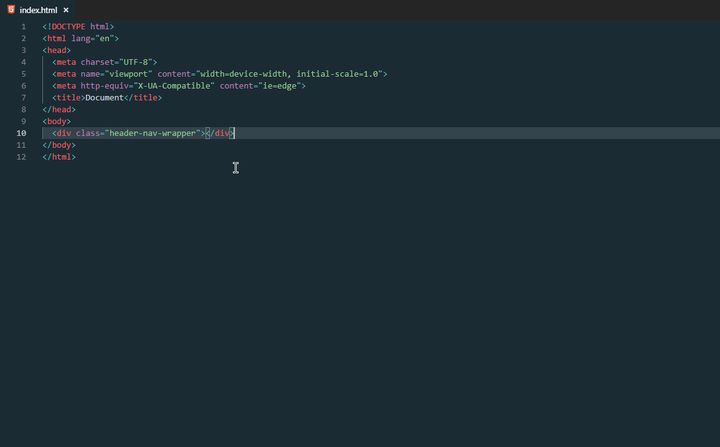 index.html ×
1 <!DOCTYPE html>
2 <html lang="en">
3 <head>
4 <meta charset="UTF-8">
5 <meta name="viewport" content="width=device-width, initial-scale=1.0">
6 <meta http-equiv="X-UA-Compatible" content="ie=edge">
7 <title>Document</title>
8 </head>
9 <body>
10 <div class="header-nav-wrapper"></div>
11 </body>
12 </html>